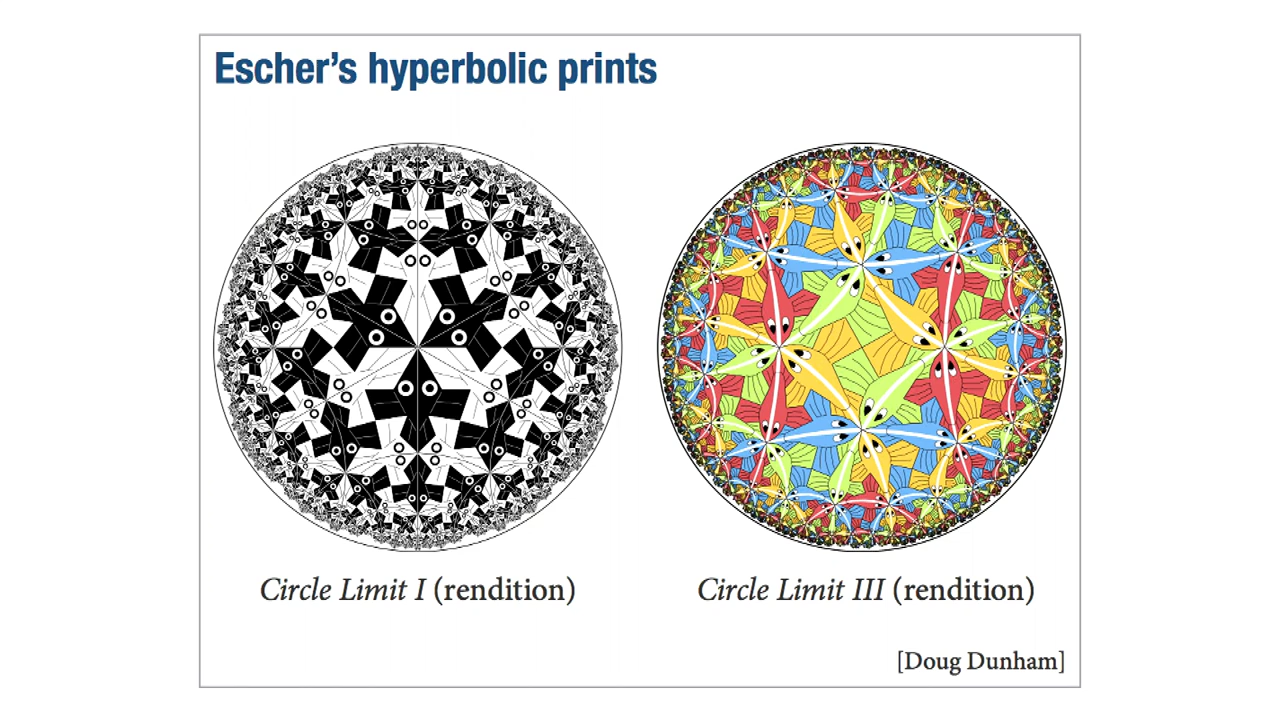 Escher’s hyperbolic prints
Circle Limit I (rendition)
Circle Limit III (rendition)
[Doug Dunham]